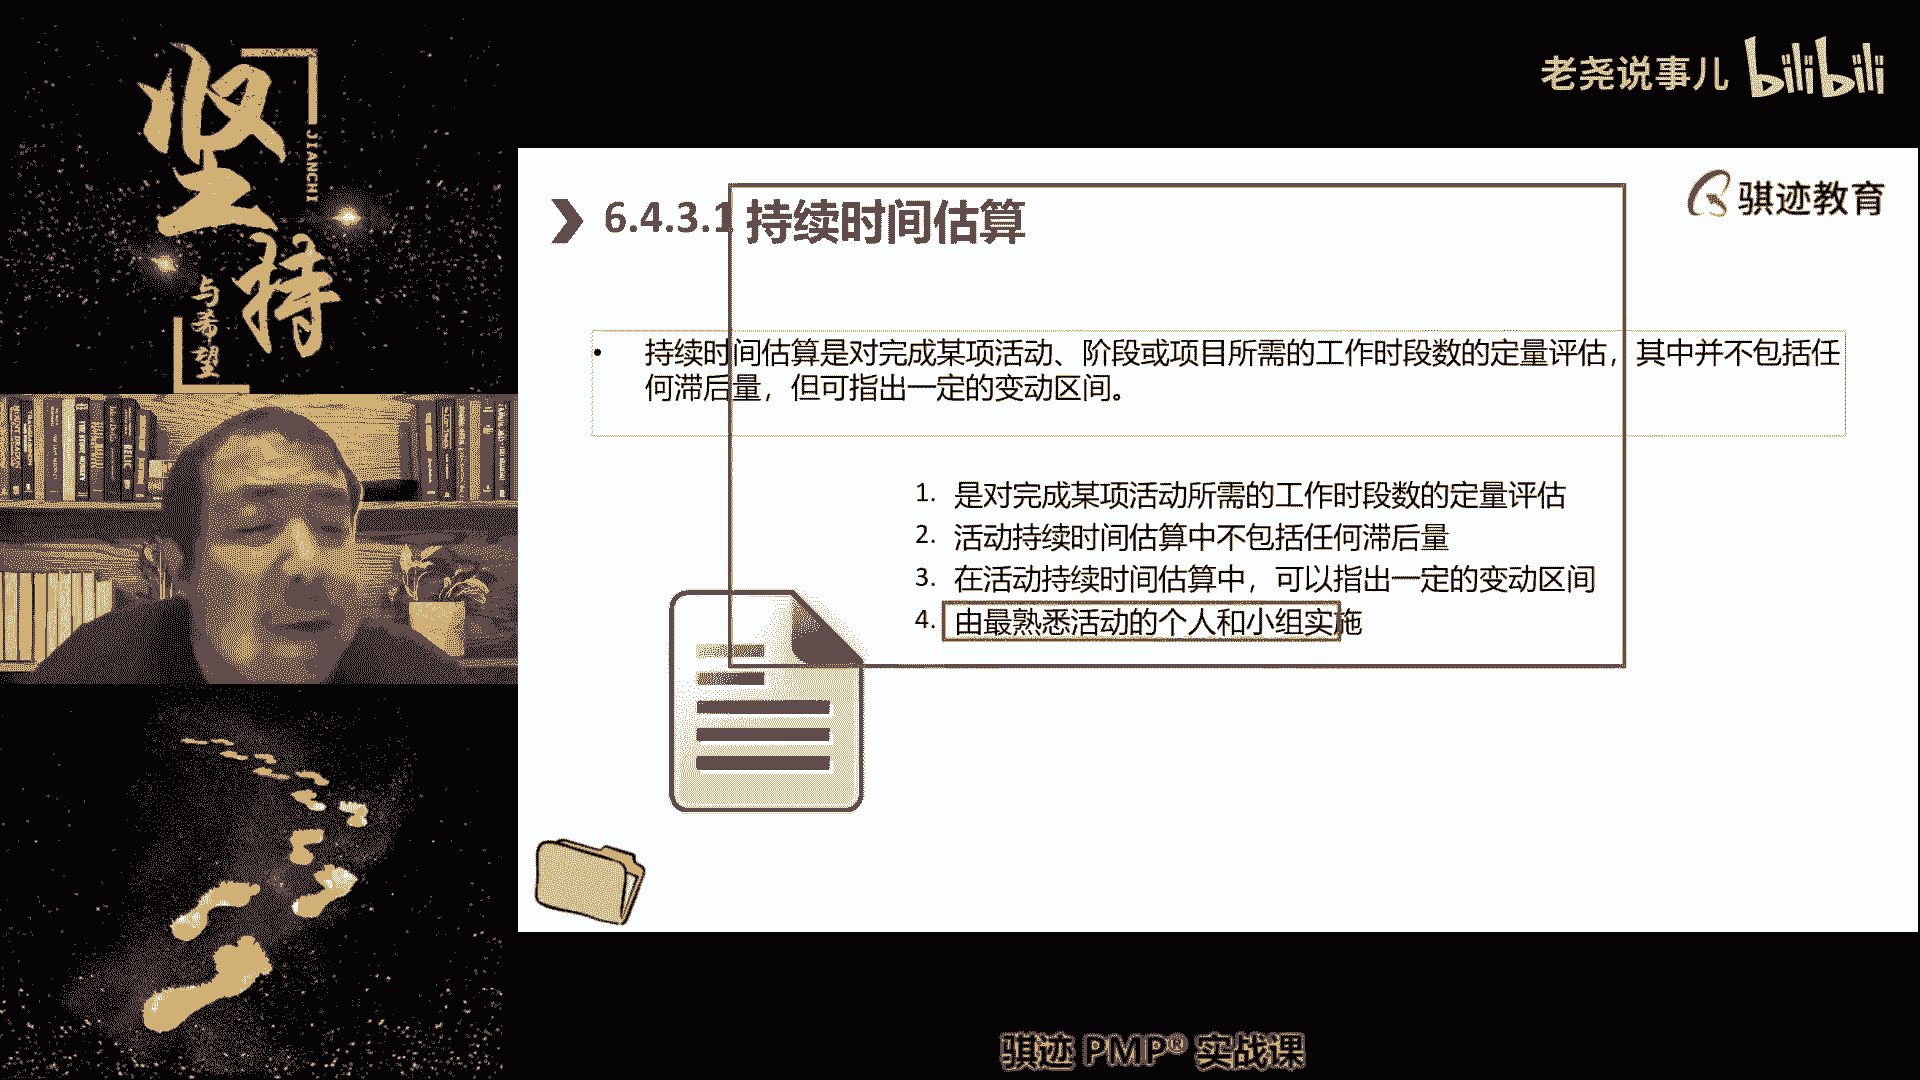 坚持
JIANCHI
与希望
老尧说事儿 bilibili
骐迹教育
6.4.3.1 持续时间估算
• 持续时间估算是对完成某项活动、阶段或项目所需的工作时段数的定量评估，其中并不包括任
何滞后量，但可指出一定的变动区间。
1. 是对完成某项活动所需的工作时段数的定量评估
2. 活动持续时间估算中不包括任何滞后量
3. 在活动持续时间估算中，可以指出一定的变动区间
4. 由最熟悉活动的个人和小组实施
骐迹 PMP® 实战课